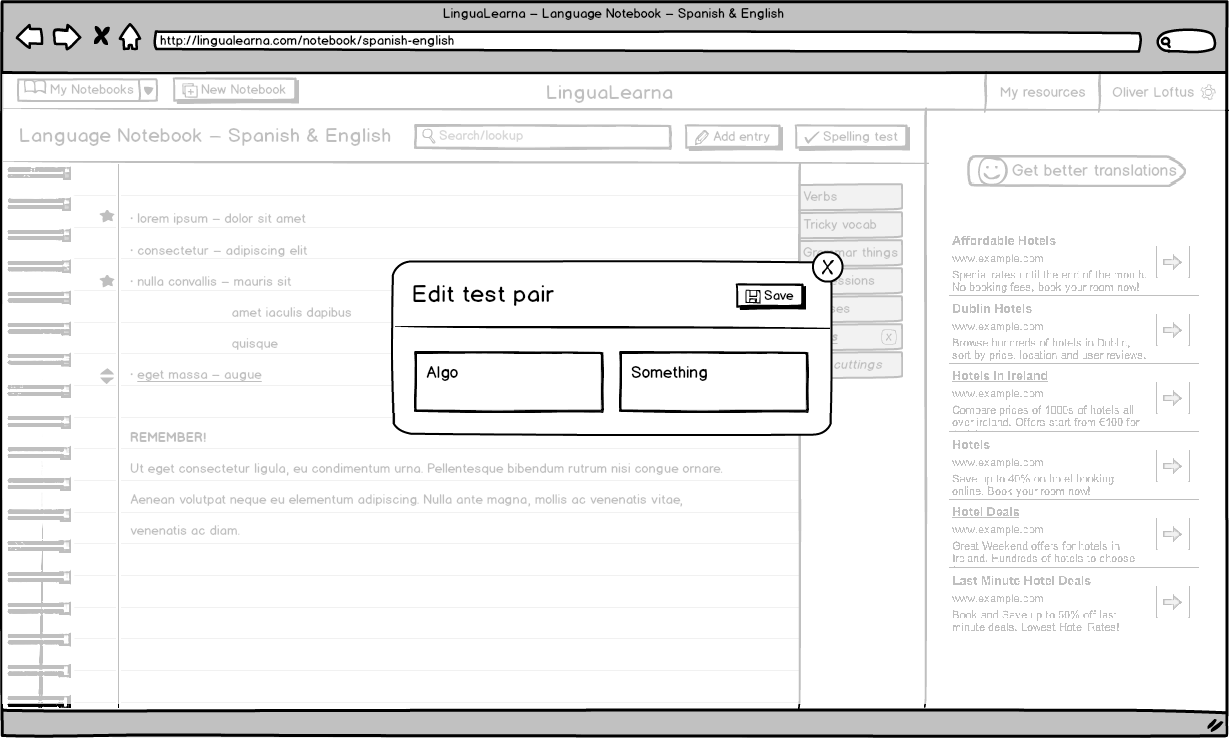 LinguaLearna – Language Notebook – Spanish & English
http://lingualearna.com/notebook/spanish-english
My Notebooks
New Notebook
LinguaLearna
My resources
Oliver Loftus
Language Notebook – Spanish & English
Search/lookup
Add entry
Spelling test
· lorem ipsum – dolor sit amet
· consectetur – adipiscing elit
· nulla convallis – mauris sit
amet iaculis dapibus
quisque
· eget massa – augue
REMEMBER!
Ut eget consectetur ligula, eu condimentum urna. Pellentesque bibendum rutrum nisi congue ornare.
Aenean volutpat neque eu elementum adipiscing. Nulla ante magna, mollis ac venenatis vitae,
venenatis ac diam.
Edit test pair
X
Save
Algo
Something
Verbs
Tricky vocab
things
X
cuttings
Get better translations
Affordable Hotels
www.example.com
Special rates until the end of the month.
No booking fees, book your room now!
Dublin Hotels
www.example.com
Browse hundreds of hotels in Dublin,
sort by price, location and user reviews.
Hotels in Ireland
www.example.com
Compare prices of 1000s of hotels all
over Ireland. Offers start from €100 for
Hotels
www.example.com
Save up to 40% on hotel booking
online. Book your room now!
Hotel Deals
www.example.com
Great Weekend offers for hotels in
Ireland. Hundreds of hotels to choose
Last Minute Hotel Deals
www.example.com
Book and Save up to 50% off last
minute deals. Lowest Hotel Rates!